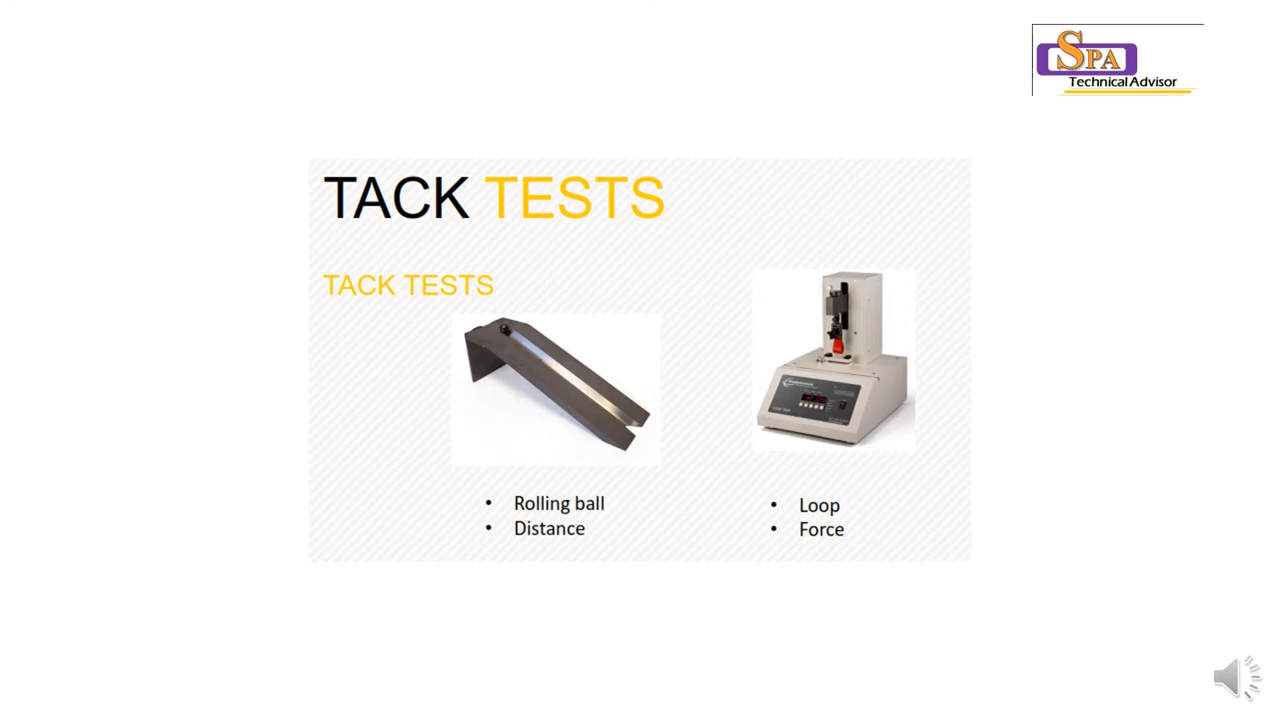 SPA
Technical Advisor
TACK TESTS
TACK TESTS
• Rolling ball
• Distance
• Loop
• Force